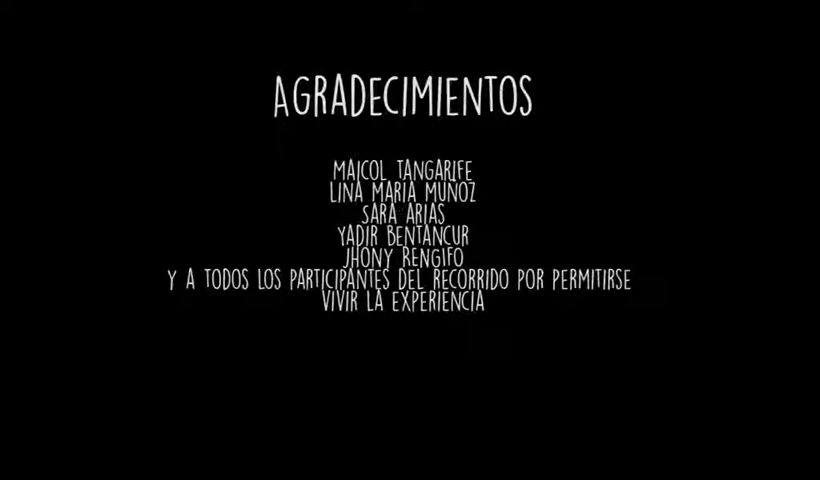 AGRADECIMIENTOS
MAICOL TANGARIFE
LINA MARIA MUÑOZ
SARA ARIAS
YADIR BENTANCUR
JHONY RENGIFO
Y A TODOS LOS PARTICIPANTES DEL RECORRIDO POR PERMITIRSE
VIVIR LA EXPERIENCIA